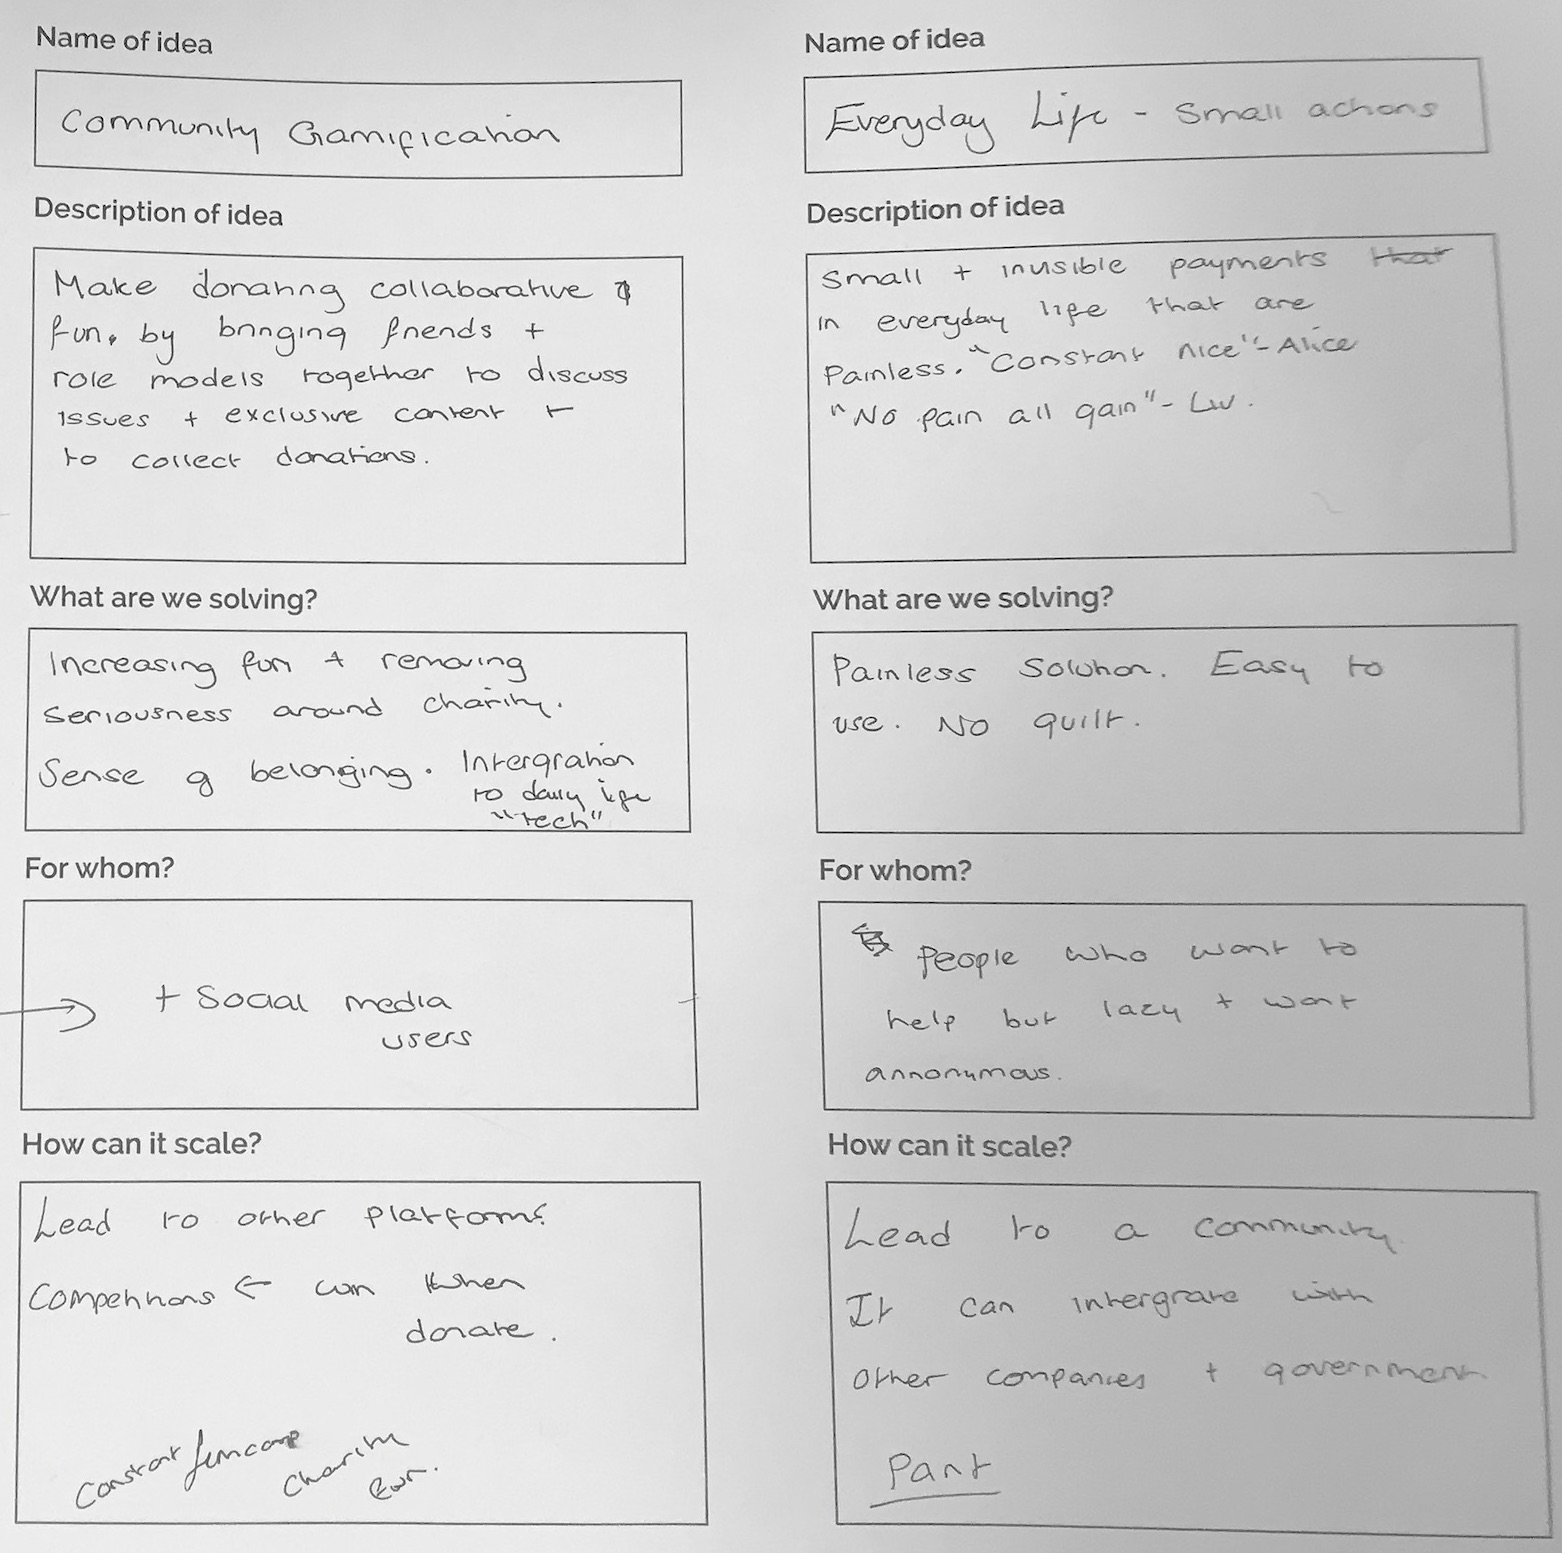 Name of idea
Community Gamification
Description of idea
Make donating collaborative &
fun, by bringing friends +
role models together to discuss
issues + exclusive content +
to collect donations.
What are we solving?
Increasing fun + removing
seriousness around charity.
Sense of belonging. Intergration
to daily life
"tech"
For whom?
+ Social media
users
How can it scale?
Lead to other platforms
Competitions ← win when
donate.
Constant
Charity
Name of idea
Everyday Life - Small actions
Description of idea
Small + invisible payments that
in everyday life that are
Painless. "Constant nice" - Alice
"No pain all gain" -
What are we solving?
Painless Solution. Easy to
use. No guilt.
For whom?
People who want to
help but lazy + want
annonymous.
How can it scale?
Lead to a community.
It can intergrate with
other companies + government
Pant